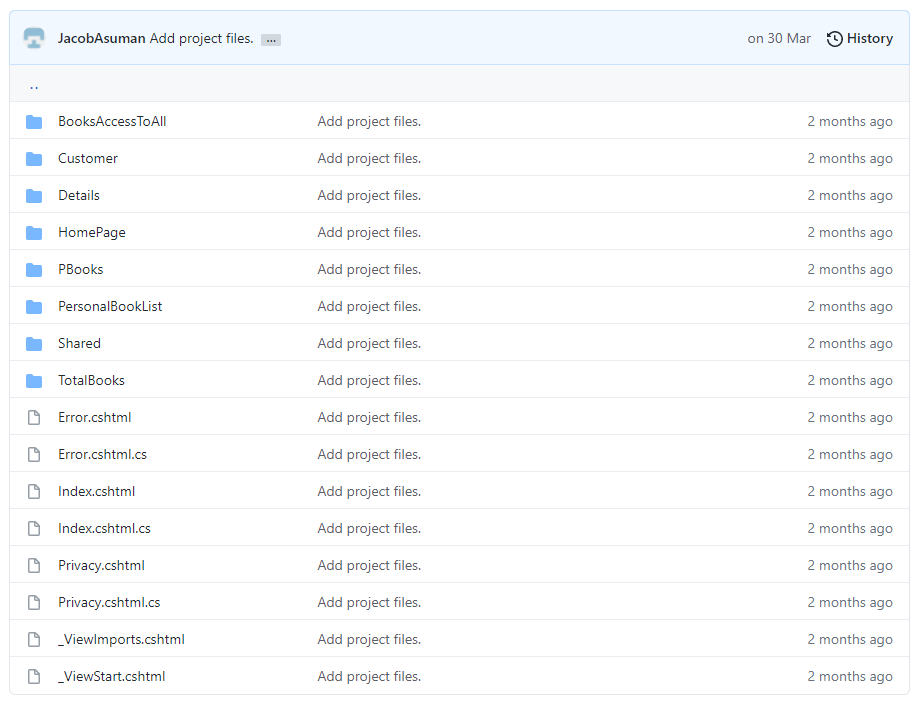 JacobAsuman Add project files. ... on 30 Mar History
..
BooksAccessToAll Add project files. 2 months ago
Customer Add project files. 2 months ago
Details Add project files. 2 months ago
HomePage Add project files. 2 months ago
PBooks Add project files. 2 months ago
PersonalBookList Add project files. 2 months ago
Shared Add project files. 2 months ago
TotalBooks Add project files. 2 months ago
Error.cshtml Add project files. 2 months ago
Error.cshtml.cs Add project files. 2 months ago
Index.cshtml Add project files. 2 months ago
Index.cshtml.cs Add project files. 2 months ago
Privacy.cshtml Add project files. 2 months ago
Privacy.cshtml.cs Add project files. 2 months ago
_ViewImports.cshtml Add project files. 2 months ago
_ViewStart.cshtml Add project files. 2 months ago